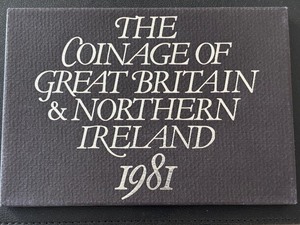 THE
COINAGE OF
GREAT BRITAIN
& NORTHERN
IRELAND
1981